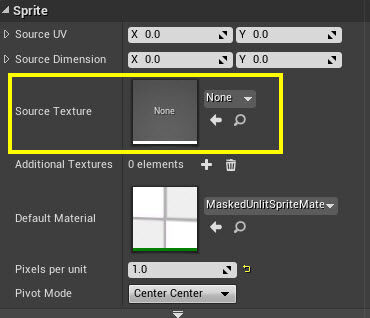 Sprite
Source UV X 0.0 Y 0.0
Source Dimension X 0.0 Y 0.0
Source Texture None None
Additional Textures 0 elements
Default Material MaskedUnlitSpriteMate
Pixels per unit 1.0
Pivot Mode Center Center